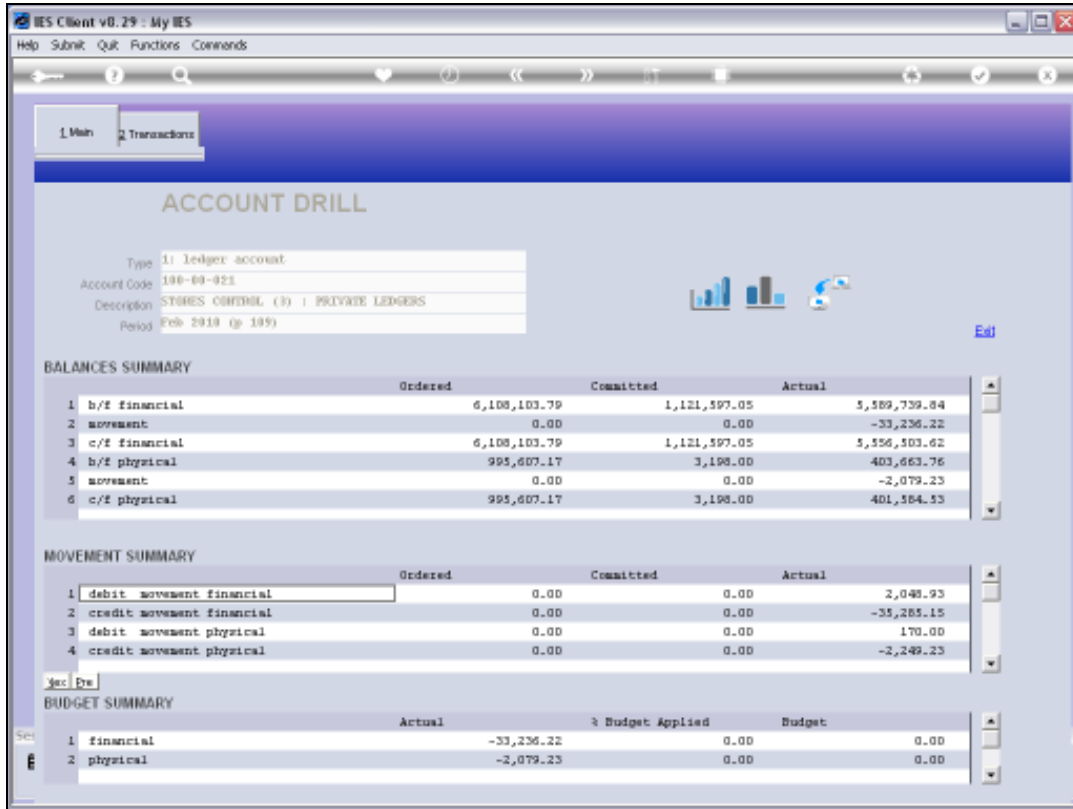 IES Client v8.29 : My IES
Help Submit Quit Functions Commands
1 Main 2 Transactions
ACCOUNT DRILL
Type 1: ledger account
Account Code 100-00-021
Description STORES CONTROL (3) : PRIVATE LEDGERS
Period Feb 2010 (p 109)
Exit
BALANCES SUMMARY
Ordered Committed Actual
1 b/f financial 6,108,103.79 1,121,597.05 5,589,739.84
2 movement 0.00 0.00 -33,236.22
3 c/f financial 6,108,103.79 1,121,597.05 5,556,503.62
4 b/f physical 995,607.17 3,198.00 403,663.76
5 movement 0.00 0.00 -2,079.23
6 c/f physical 995,607.17 3,198.00 401,584.53
MOVEMENT SUMMARY
Ordered Committed Actual
1 debit movement financial 0.00 0.00 2,048.93
2 credit movement financial 0.00 0.00 -35,285.15
3 debit movement physical 0.00 0.00 170.00
4 credit movement physical 0.00 0.00 -2,249.23
Pre
BUDGET SUMMARY
Actual % Budget Applied Budget
1 financial -33,236.22 0.00 0.00
2 physical -2,079.23 0.00 0.00